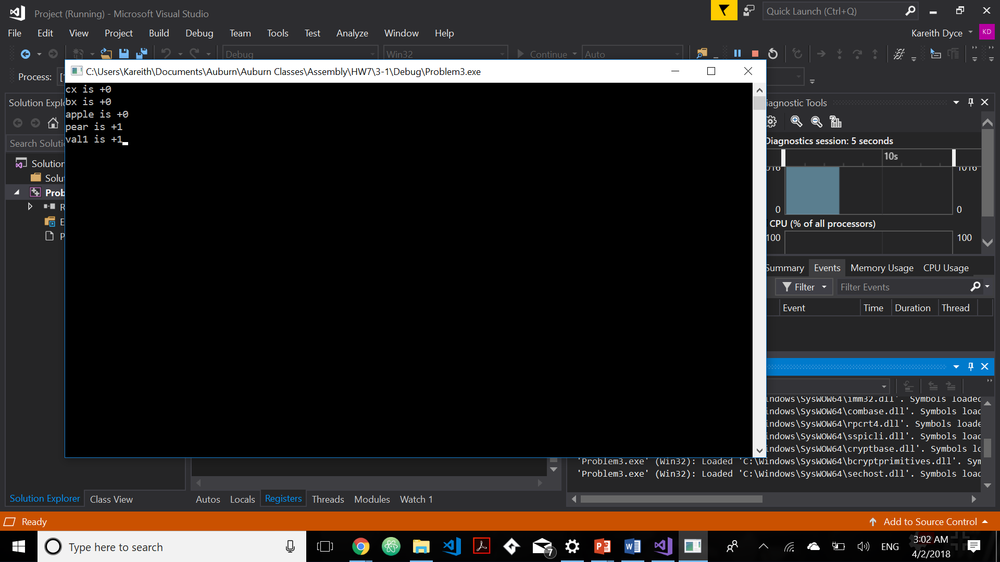 Project (Running) - Microsoft Visual Studio
Quick Launch (Ctrl+Q)
File Edit View Project Build Debug Team Tools Test Analyze Window Help
Kareith Dyce KD
Debug Win32 Continue Auto
Process:
C:\Users\Kareith\Documents\Auburn\Auburn Classes\Assembly\HW7\3-1\Debug\Problem3.exe
cx is +0
bx is +0
apple is +0
pear is +1
val1 is +1
Solution Explo
Search Soluti
Solution
Solut
Prob
R
E
P
iagnostic Tools
Diagnostics session: 5 seconds
10s
1016
0 0
CPU (% of all processors)
100 100
Summary Events Memory Usage CPU Usage
Filter Filter Events
Event Time Duration Thread
indows\SysWOW64\imm32.dll'. Symbols loaded
indows\SysWOW64\combase.dll'. Symbols load
indows\SysWOW64\rpcrt4.dll'. Symbols loade
indows\SysWOW64\sspicli.dll'. Symbols load
indows\SysWOW64\cryptbase.dll'. Symbols lo
'Problem3.exe' (Win32): Loaded 'C:\Windows\SysWOW64\bcryptprimitives.dll'. Sym
'Problem3.exe' (Win32): Loaded 'C:\Windows\SysWOW64\sechost.dll'. Symbols load
Solution Explorer Class View
Autos Locals Registers Threads Modules Watch 1
Ready
Add to Source Control
Type here to search
7
ENG
3:02 AM
4/2/2018